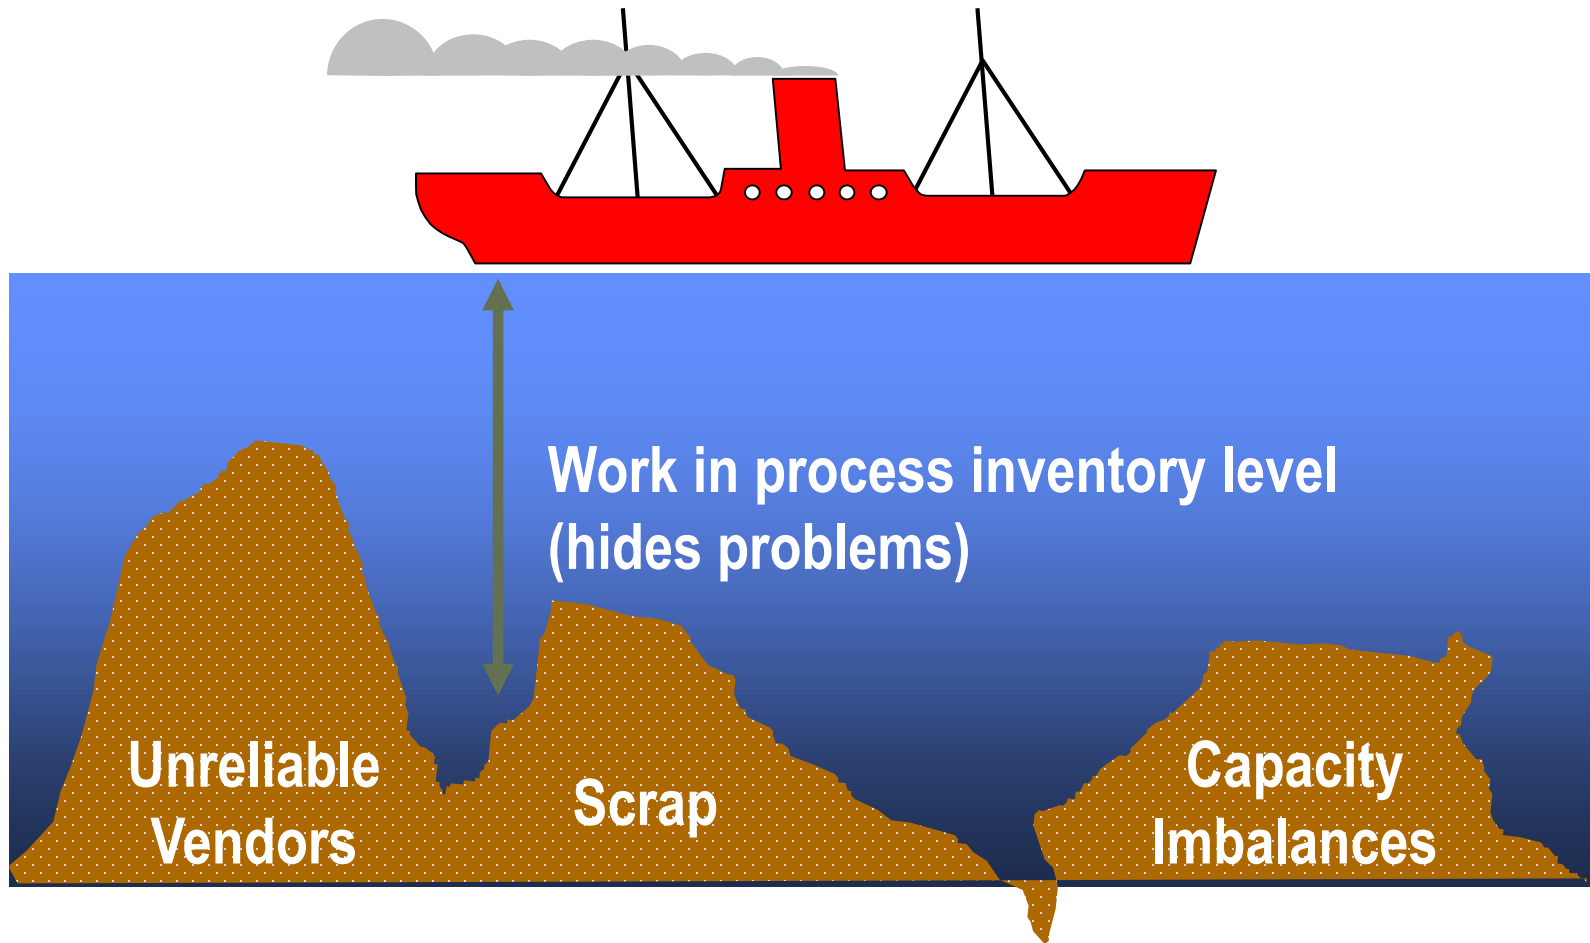 Work in process inventory level
(hides problems)
Unreliable
Vendors
Scrap
Capacity
Imbalances